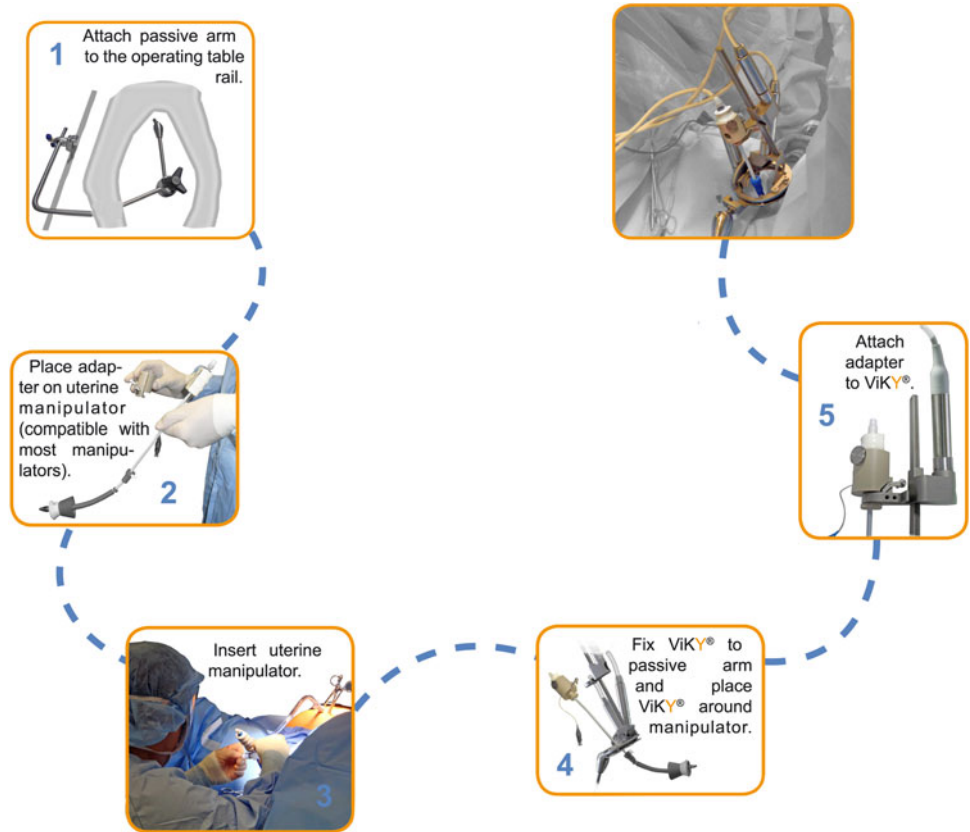 1
Attach passive arm
to the operating table
rail.
Place adap-
ter on uterine
manipulator
(compatible with
most manipu-
lators).
2
Insert uterine
manipulator.
3
Fix ViKY® to
passive arm
and place
ViKY® around
manipulator.
4
Attach
adapter
to ViKY®.
5